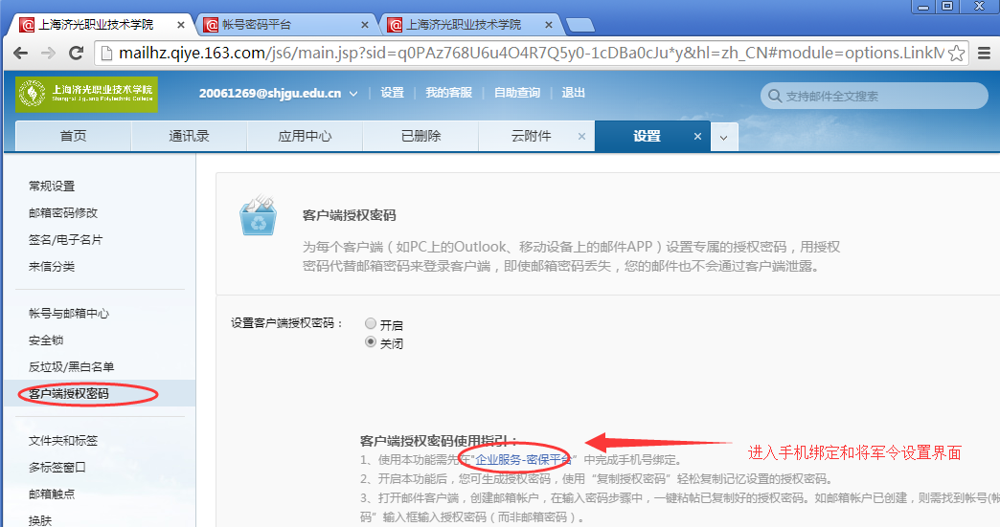 上海济光职业技术学院
帐号密码平台
上海济光职业技术学院
mailhz.qiye.163.com/js6/main.jsp?sid=q0PAz768U6u4O4R7Q5y0-1cDBa0cJu*y&hl=zh_CN#module=options.LinkM
上海济光职业技术学院
Shanghai Jiguang Polytechnic College
20061269@shjgu.edu.cn 设置 我的客服 自助查询 退出
支持邮件全文搜索
首页 通讯录 应用中心 已删除 云附件 设置
常规设置
邮箱密码修改
签名/电子名片
来信分类
帐号与邮箱中心
安全锁
反垃圾/黑白名单
客户端授权密码
文件夹和标签
多标签窗口
邮箱触点
换肤
客户端授权密码
为每个客户端（如PC上的Outlook、移动设备上的邮件APP）设置专属的授权密码，用授权
密码代替邮箱密码来登录客户端，即使邮箱密码丢失，您的邮件也不会通过客户端泄露。
设置客户端授权密码： 开启
关闭
客户端授权密码使用指引：
1、使用本功能需先在"企业服务-密保平台"中完成手机号绑定。
进入手机绑定和将军令设置界面
2、开启本功能后，您可生成授权密码，使用“复制授权密码”轻松复制记忆设置的授权密码。
3、打开邮件客户端，创建邮箱帐户，在输入密码步骤中，一键粘帖已复制好的授权密码。如邮箱帐户已创建，则需找到帐号(帐
码”输入框输入授权密码（而非邮箱密码）。